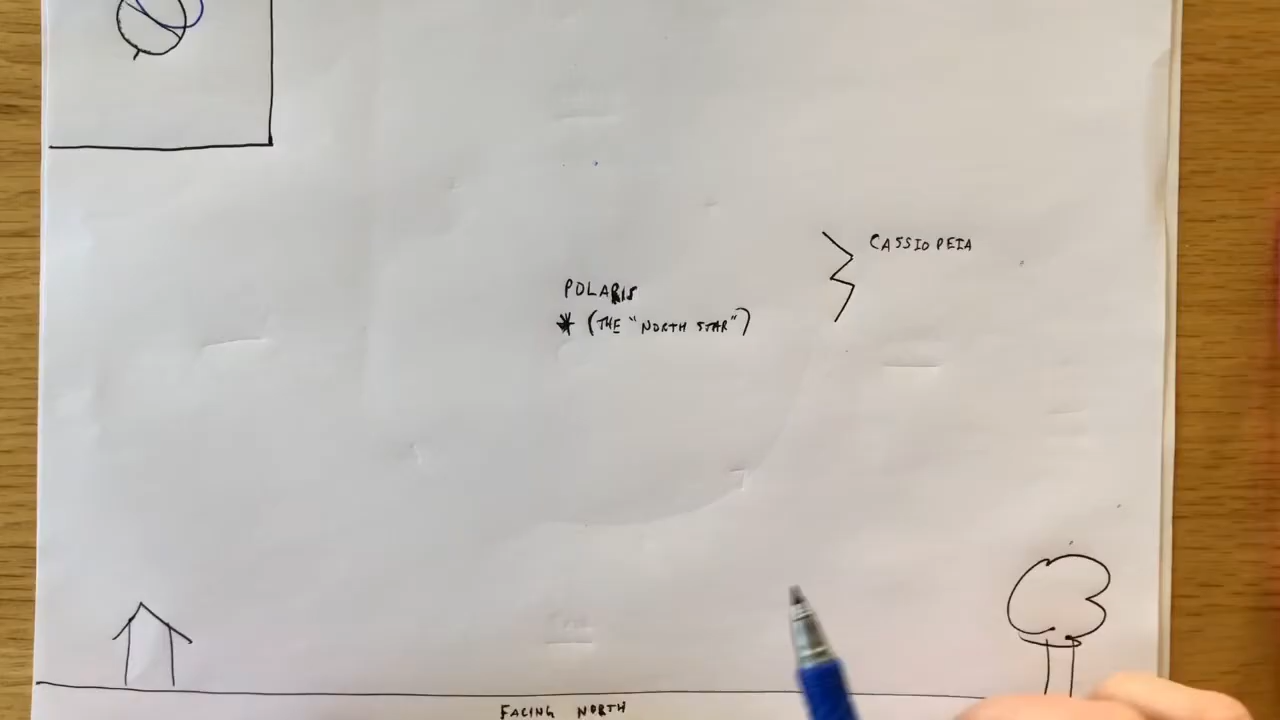 CASSIOPEIA
POLARIS
* (THE "NORTH STAR")
FACING NORTH